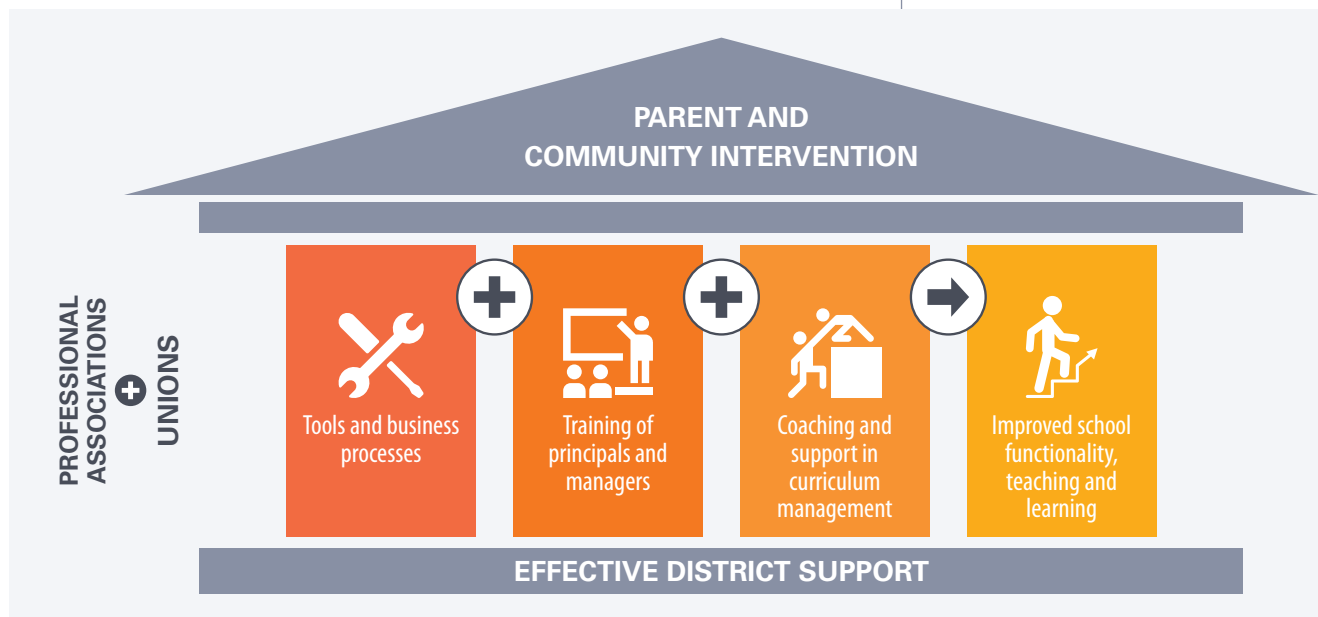 PARENT AND
COMMUNITY INTERVENTION
PROFESSIONAL
ASSOCIATIONS
UNIONS
Tools and business
processes
Training of
principals and
managers
Coaching and
support in
curriculum
management
Improved school
functionality,
teaching and
learning
EFFECTIVE DISTRICT SUPPORT